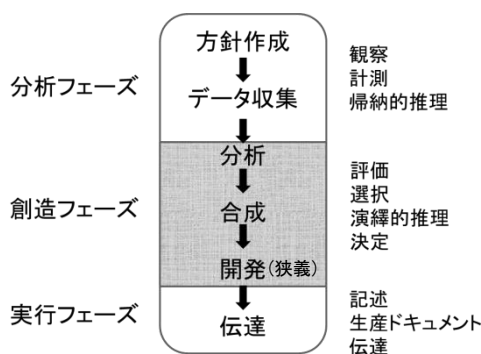 方針作成
データ収集
分析
合成
開発(狭義)
伝達
分析フェーズ
創造フェーズ
実行フェーズ
観察
計測
帰納的推理
評価
選択
演繹的推理
決定
記述
生産ドキュメント
伝達